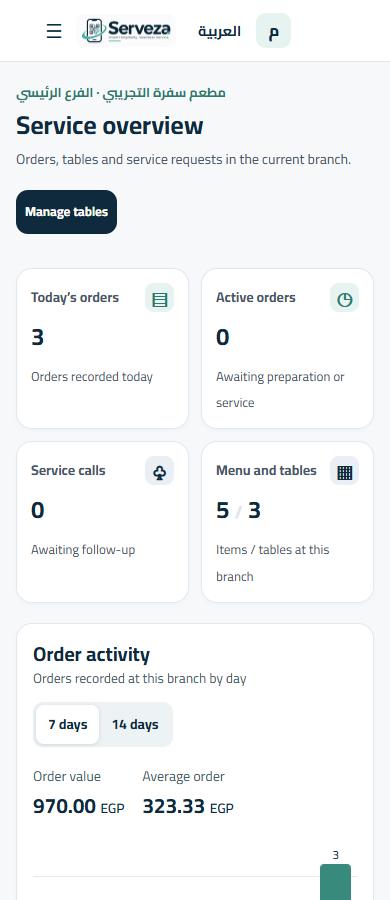 ☰ Serveza العربية م
مطعم سفرة التجريبي · الفرع الرئيسي
Service overview
Orders, tables and service requests in the current branch.
Manage tables
Today's orders
3
Orders recorded today
Active orders
0
Awaiting preparation or
service
Service calls
0
Awaiting follow-up
Menu and tables
5 / 3
Items / tables at this
branch
Order activity
Orders recorded at this branch by day
7 days 14 days
Order value Average order
970.00 EGP 323.33 EGP
3